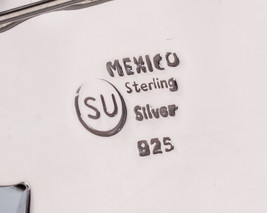 MEXICO
Sterling
SU
Silver
925